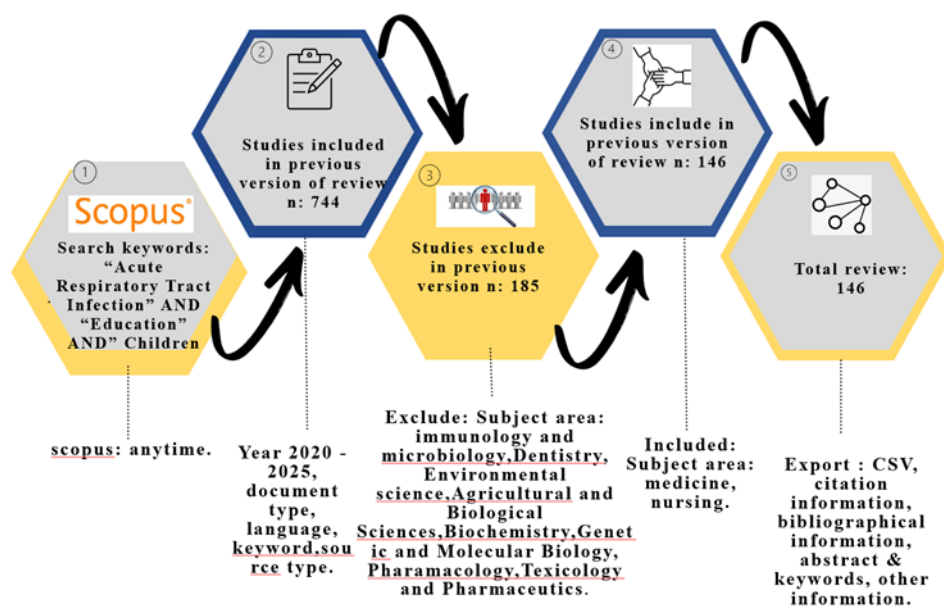 1
Scopus®
Search keywords:
“Acute
Respiratory Tract
Infection” AND
“Education”
AND” Children
scopus: anytime.
2
Studies included
in previous
version of review
n: 744
Year 2020 -
2025,
document
type,
language,
keyword,sou
rce type.
3
Studies exclude
in previous
version n: 185
Exclude: Subject area:
immunology and
microbiology,Dentistry,
Environmental
science,Agricultural and
Biological
Sciences,Biochemistry,Genet
ic and Molecular Biology,
Pharamacology,Texicology
and Pharmaceutics.
4
Studies include in
previous version
of review n: 146
Included:
Subject area:
medicine,
nursing.
5
Total review:
146
Export : CSV,
citation
information,
bibliographical
information,
abstract &
keywords, other
information.